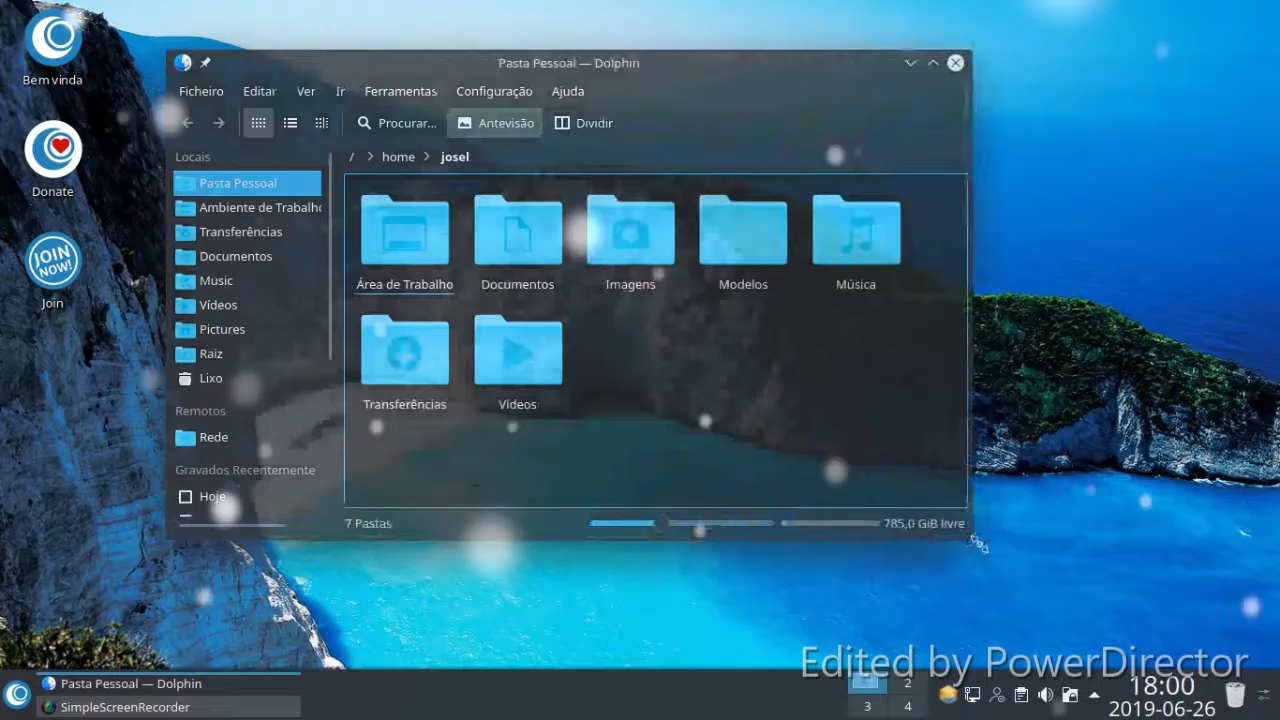 Bem vinda
Donate
JOIN NOW!
Join
Pasta Pessoal — Dolphin
Ficheiro Editar Ver Ir Ferramentas Configuração Ajuda
Procurar... Antevisão Dividir
Locais
Pasta Pessoal
Ambiente de Trabalho
Transferências
Documentos
Music
Vídeos
Pictures
Raiz
Lixo
Remotos
Rede
Gravados Recentemente
Hoje
/ > home > josel
Área de Trabalho Documentos Imagens Modelos Música
Transferências Vídeos
7 Pastas 785,0 GiB livre
Edited by PowerDirector
Pasta Pessoal — Dolphin
SimpleScreenRecorder
2
3 4
18:00
2019-06-26